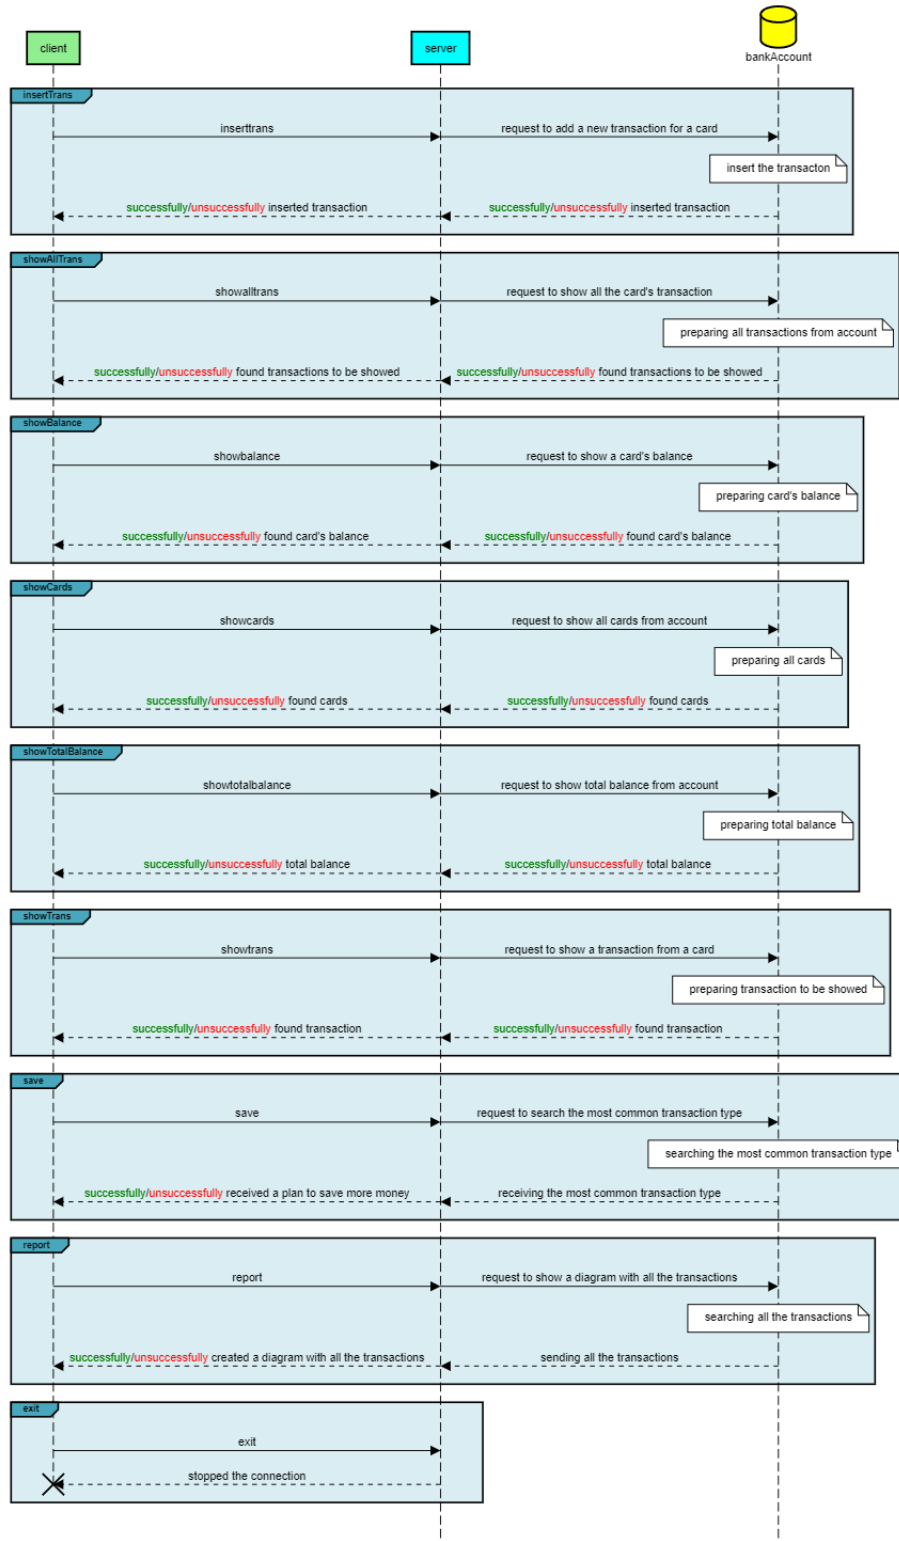 client
server
bankAccount
insertTrans
inserttrans
request to add a new transaction for a card
insert the transacton
successfully/unsuccessfully inserted transaction
successfully/unsuccessfully inserted transaction
showAllTrans
showalltrans
request to show all the card's transaction
preparing all transactions from account
successfully/unsuccessfully found transactions to be showed
successfully/unsuccessfully found transactions to be showed
showBalance
showbalance
request to show a card's balance
preparing card's balance
successfully/unsuccessfully found card's balance
successfully/unsuccessfully found card's balance
showCards
showcards
request to show all cards from account
preparing all cards
successfully/unsuccessfully found cards
successfully/unsuccessfully found cards
showTotalBalance
showtotalbalance
request to show total balance from account
preparing total balance
successfully/unsuccessfully total balance
successfully/unsuccessfully total balance
showTrans
showtrans
request to show a transaction from a card
preparing transaction to be showed
successfully/unsuccessfully found transaction
successfully/unsuccessfully found transaction
save
save
request to search the most common transaction type
searching the most common transaction type
successfully/unsuccessfully received a plan to save more money
receiving the most common transaction type
report
report
request to show a diagram with all the transactions
searching all the transactions
successfully/unsuccessfully created a diagram with all the transactions
sending all the transactions
exit
exit
stopped the connection